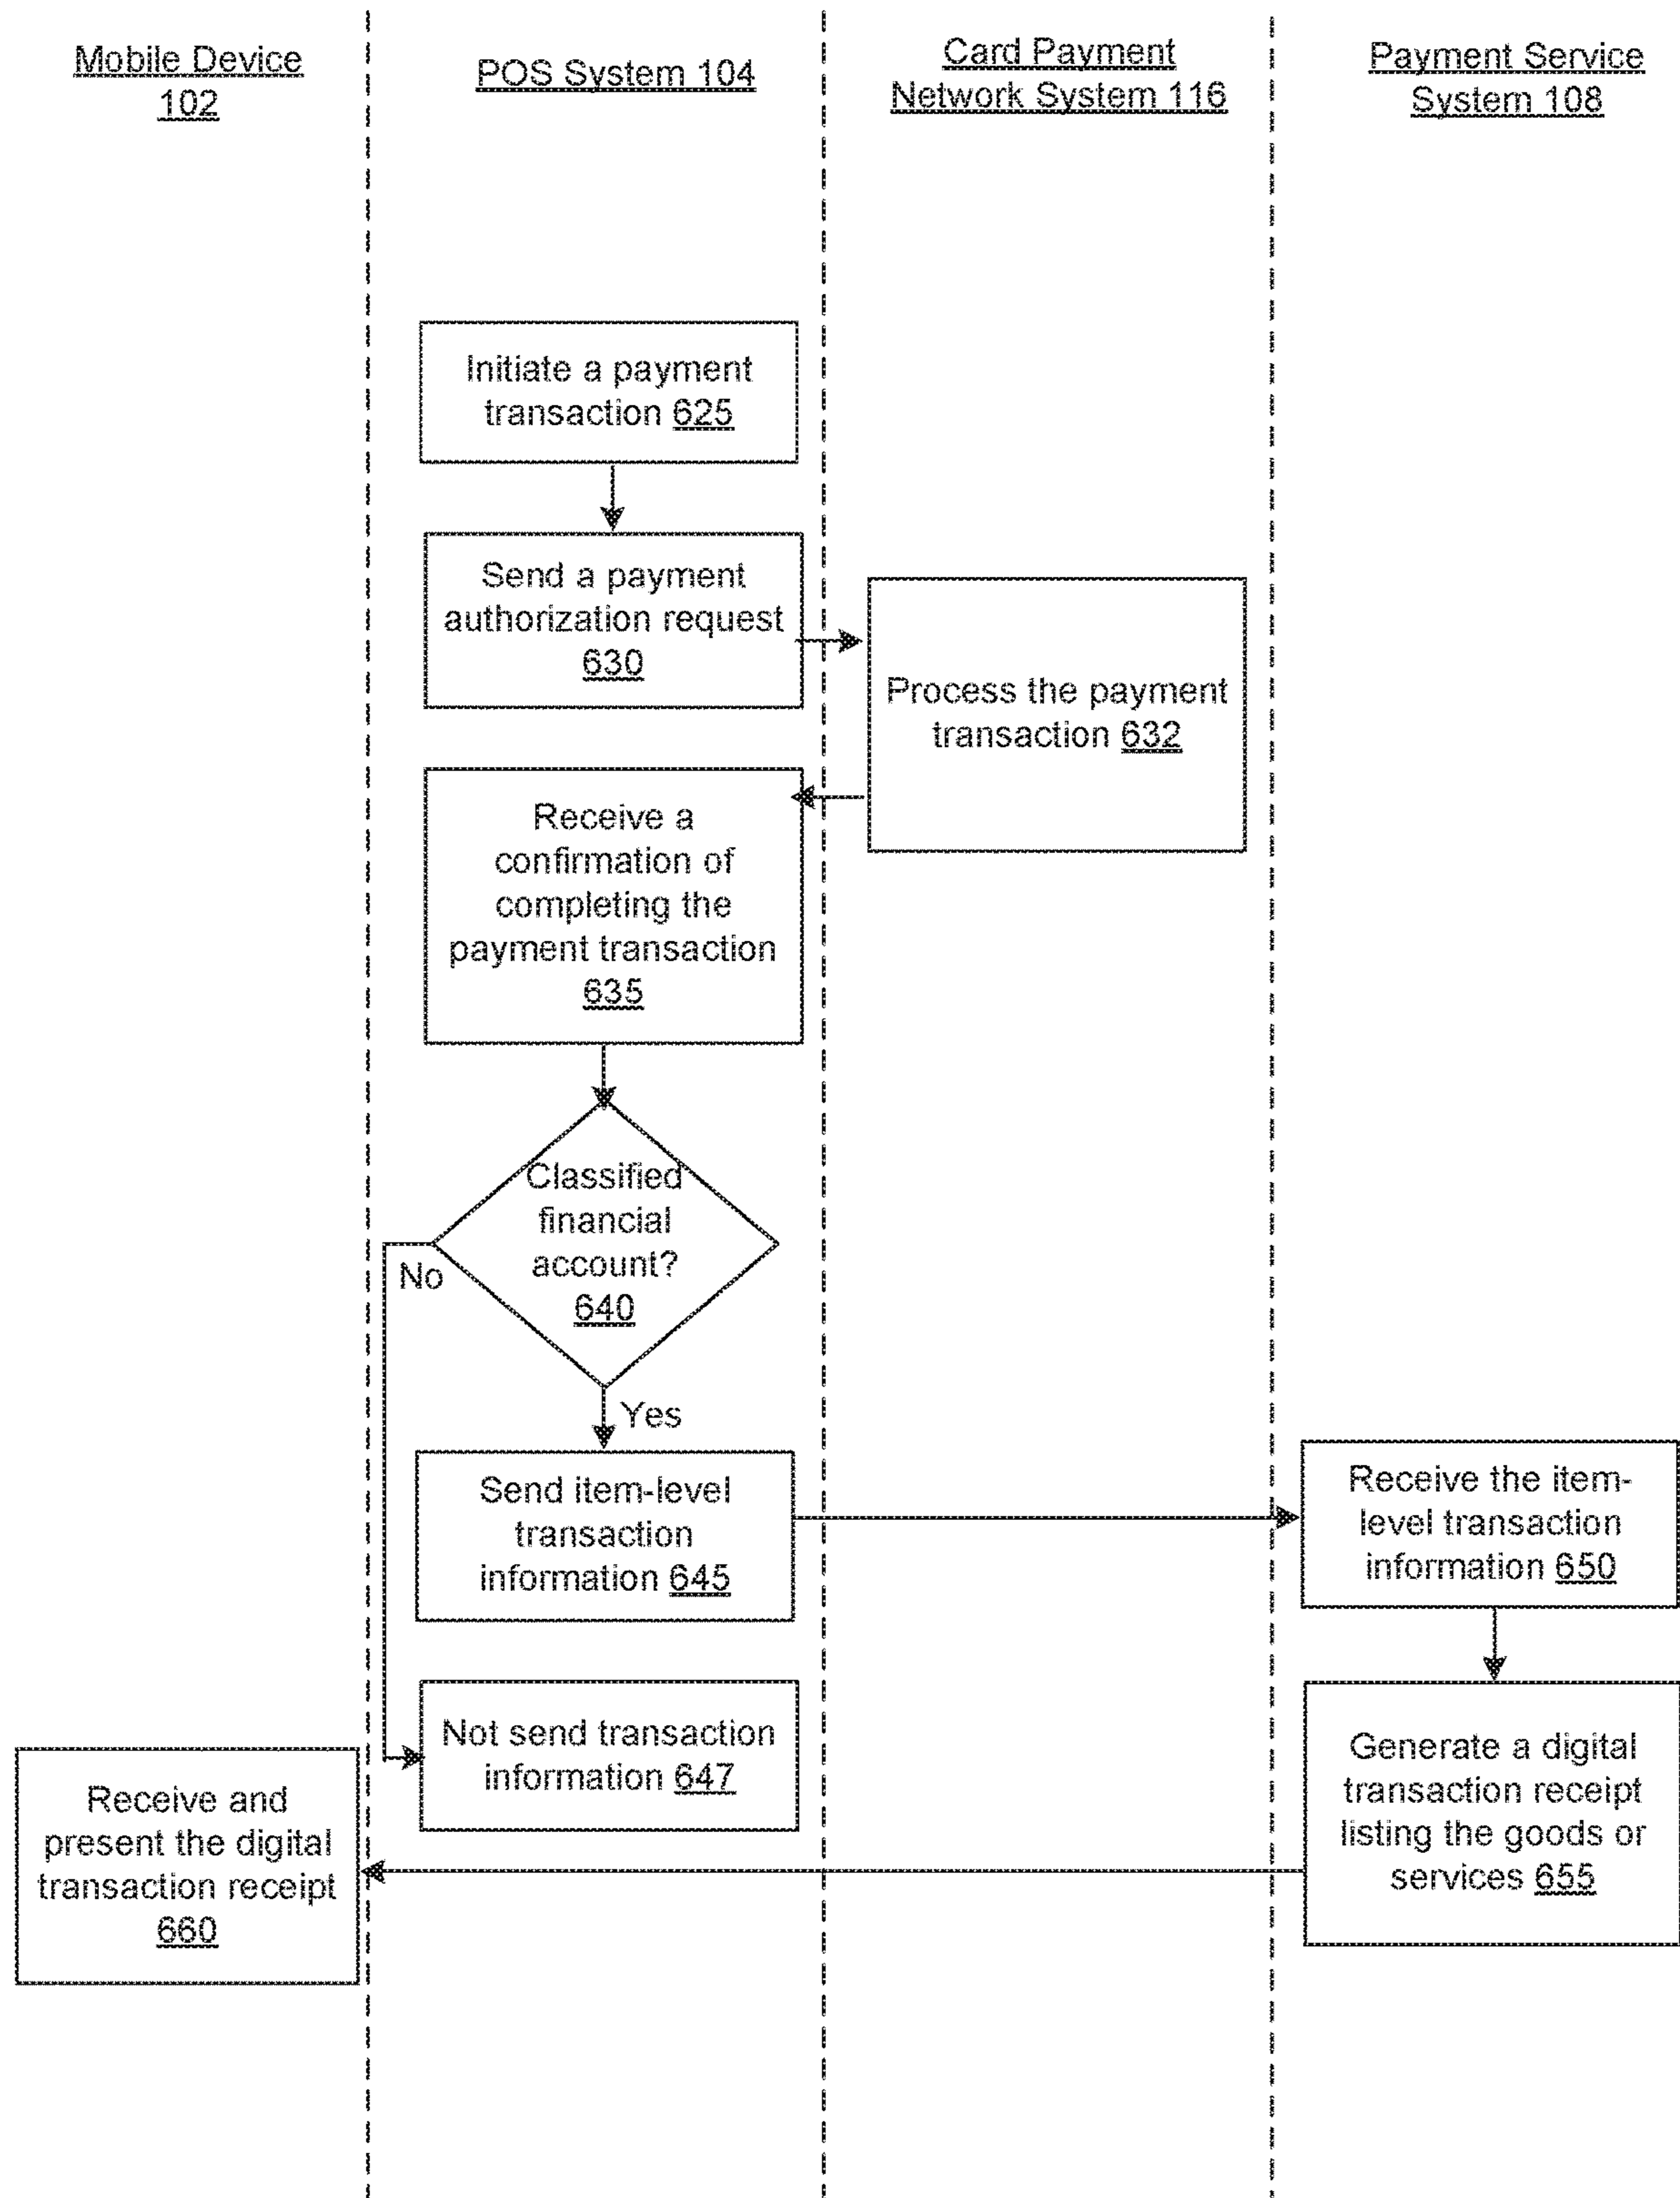 Mobile Device
102
POS System 104
Card Payment
Network System 116
Payment Service
System 108
Initiate a payment
transaction 625
Send a payment
authorization request
630
Process the payment
transaction 632
Receive a
confirmation of
completing the
payment transaction
635
Classified
financial
account?
640
No
Yes
Send item-level
transaction
information 645
Receive the item-
level transaction
information 650
Not send transaction
information 647
Generate a digital
transaction receipt
listing the goods or
services 655
Receive and
present the digital
transaction receipt
660